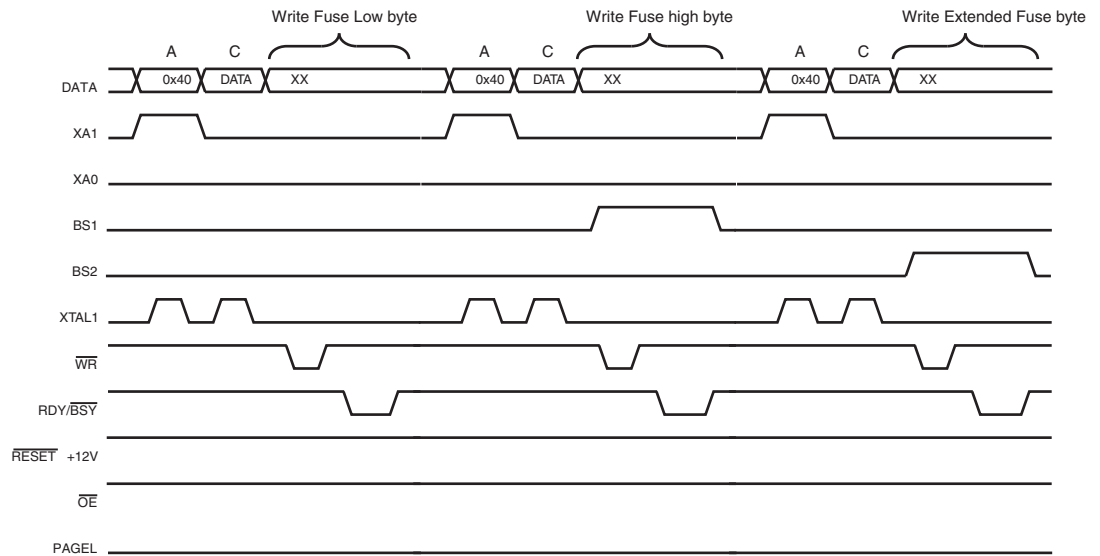 Write Fuse Low byte Write Fuse high byte Write Extended Fuse byte
A C A C A C
DATA 0x40 DATA XX 0x40 DATA XX 0x40 DATA XX
XA1
XA0
BS1
BS2
XTAL1
WR
RDY/BSY
RESET +12V
OE
PAGEL